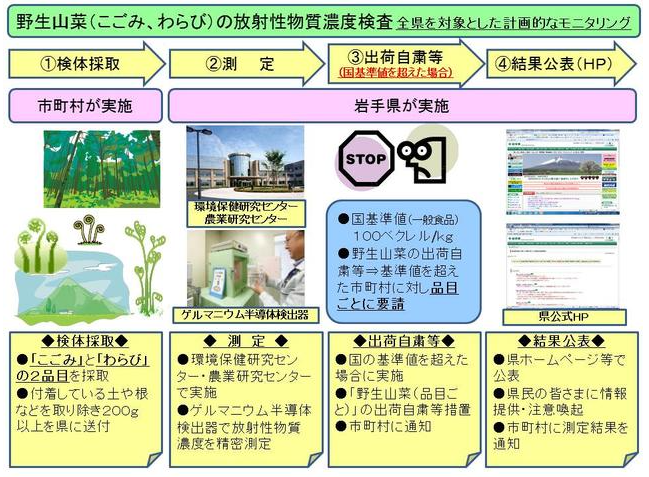 野生山菜(こごみ、わらび)の放射性物質濃度検査 全県を対象とした計画的なモニタリング
①検体採取
②測 定
③出荷自粛等
(国基準値を超えた場合)
④結果公表(HP)
市町村が実施
岩手県が実施
環境保健研究センター
農業研究センター
ゲルマニウム半導体検出器
STOP
●国基準値(一般食品)
100ベクレル/kg
●野生山菜の出荷自
粛等⇒基準値を超え
た市町村に対し品目
ごとに要請
県公式HP
◆検体採取◆
●「こごみ」と「わらび」
の2品目を採取
●付着している土や根
などを取り除き200g
以上を県に送付
◆ 測 定 ◆
●環境保健研究セン
ター・農業研究センター
で実施
●ゲルマニウム半導体
検出器で放射性物質
濃度を精密測定
◆出荷自粛等◆
●国の基準値を超えた
場合に実施
●「野生山菜(品目ご
と)」の出荷自粛等措置
●市町村に通知
◆結果公表◆
●県ホームページ等で
公表
●県民の皆さまに情報
提供・注意喚起
●市町村に測定結果を
通知